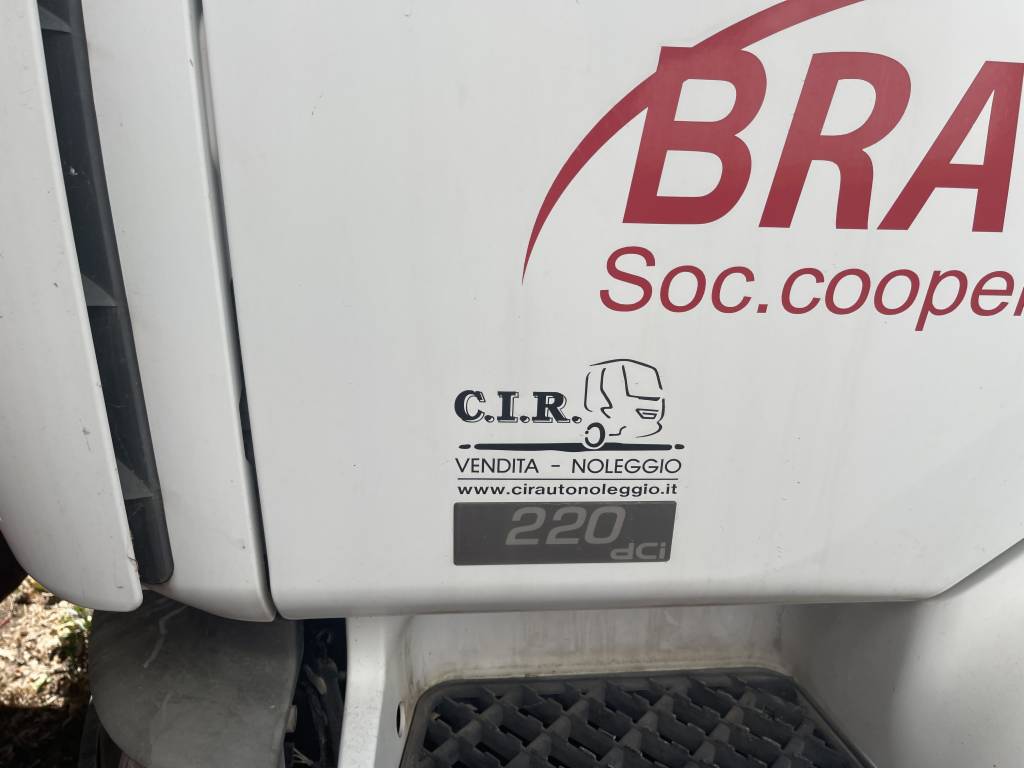 BRA
Soc.cooper
C.I.R.
VENDITA - NOLEGGIO
www.cirautonoleggio.it
220 dCi